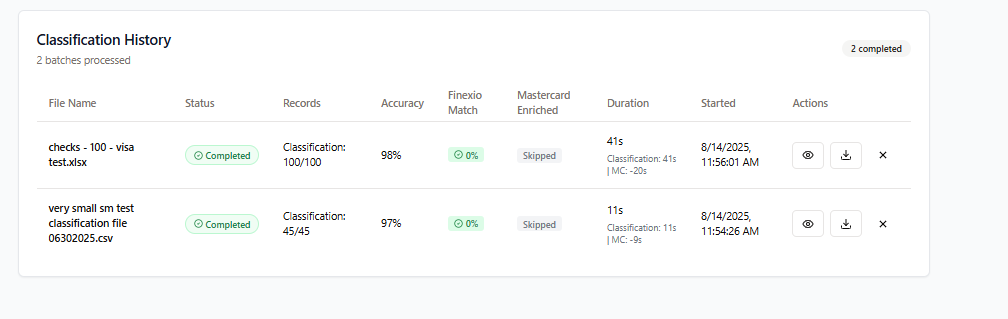 Classification History
2 batches processed
2 completed
File Name
Status
Records
Accuracy
Finexio
Match
Mastercard
Enriched
Duration
Started
Actions
checks - 100 - visa
test.xlsx
Completed
Classification:
100/100
98%
0%
Skipped
41s
Classification: 41s
| MC: -20s
8/14/2025,
11:56:01 AM
very small sm test
classification file
06302025.csv
Completed
Classification:
45/45
97%
0%
Skipped
11s
Classification: 11s
| MC: -9s
8/14/2025,
11:54:26 AM